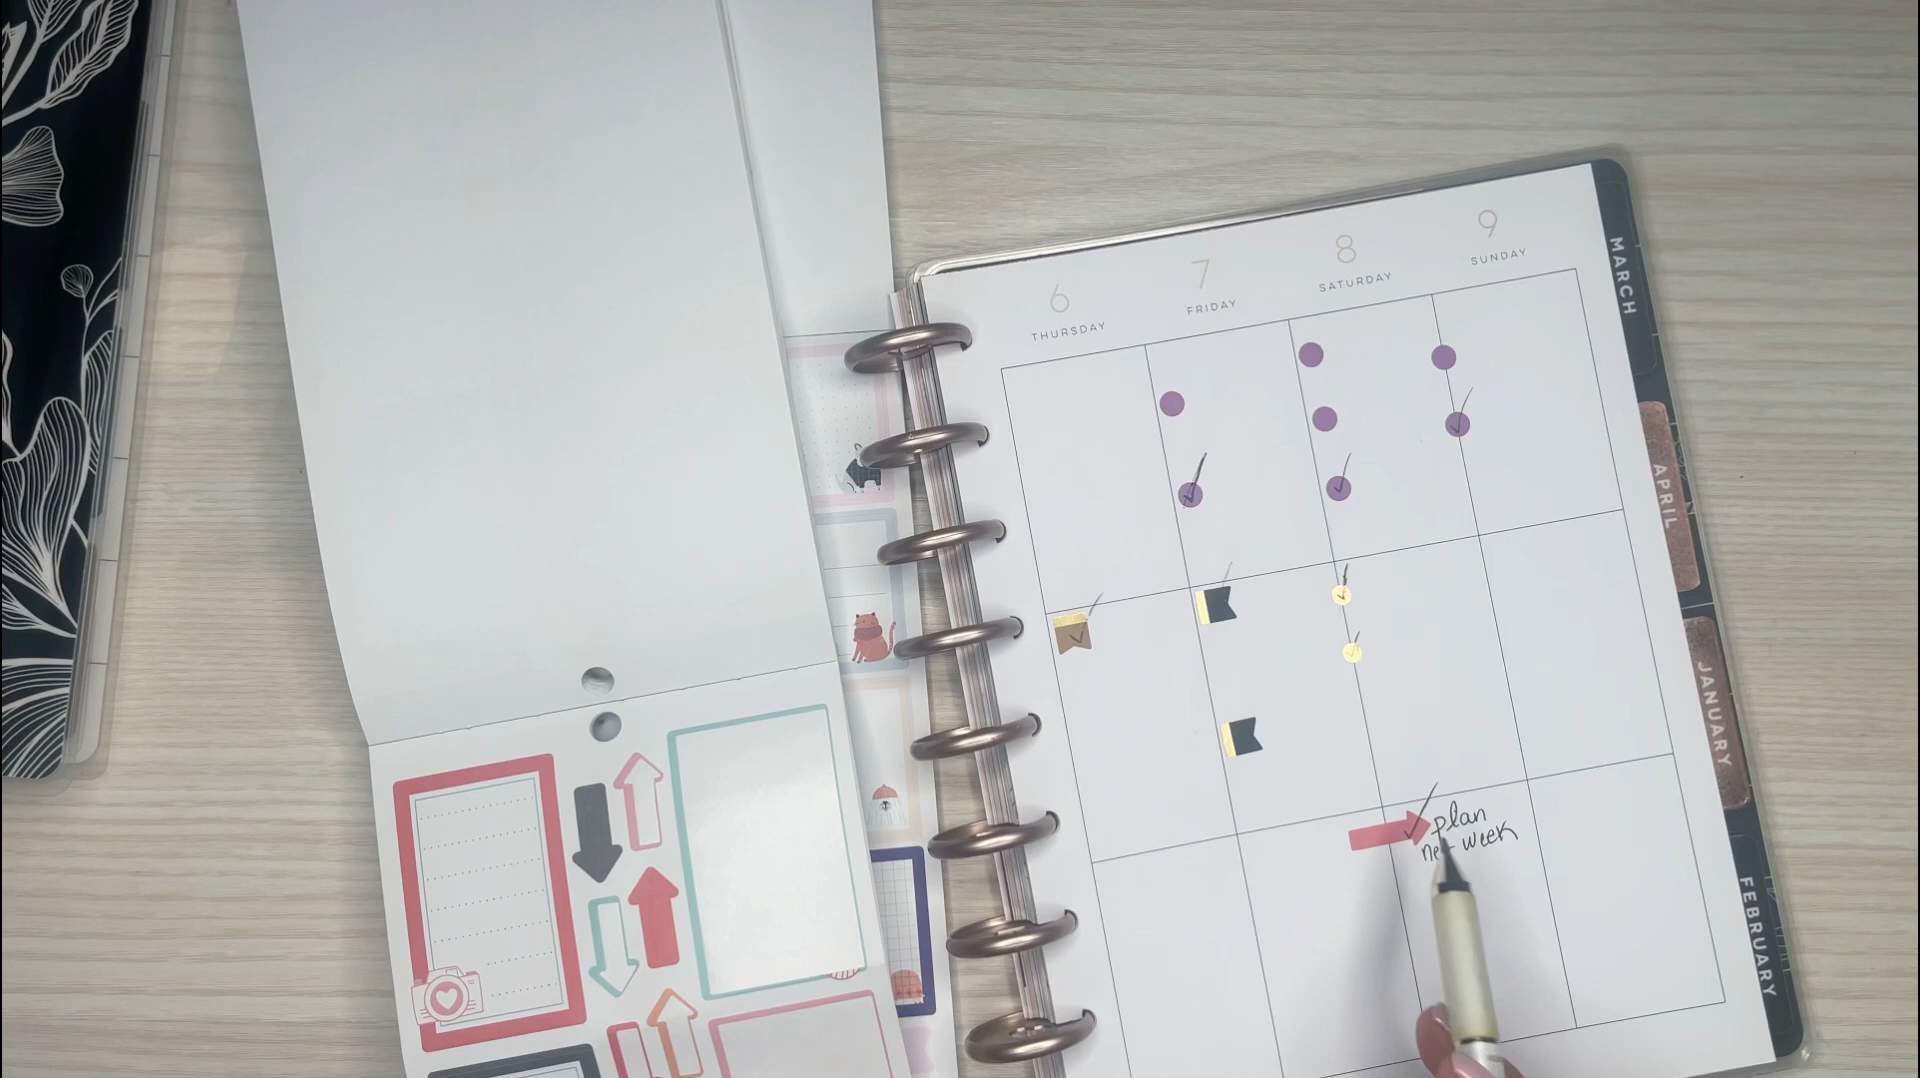 6
THURSDAY
7
FRIDAY
8
SATURDAY
9
SUNDAY
plan
week
MARCH
APRIL
JANUARY
FEBRUARY